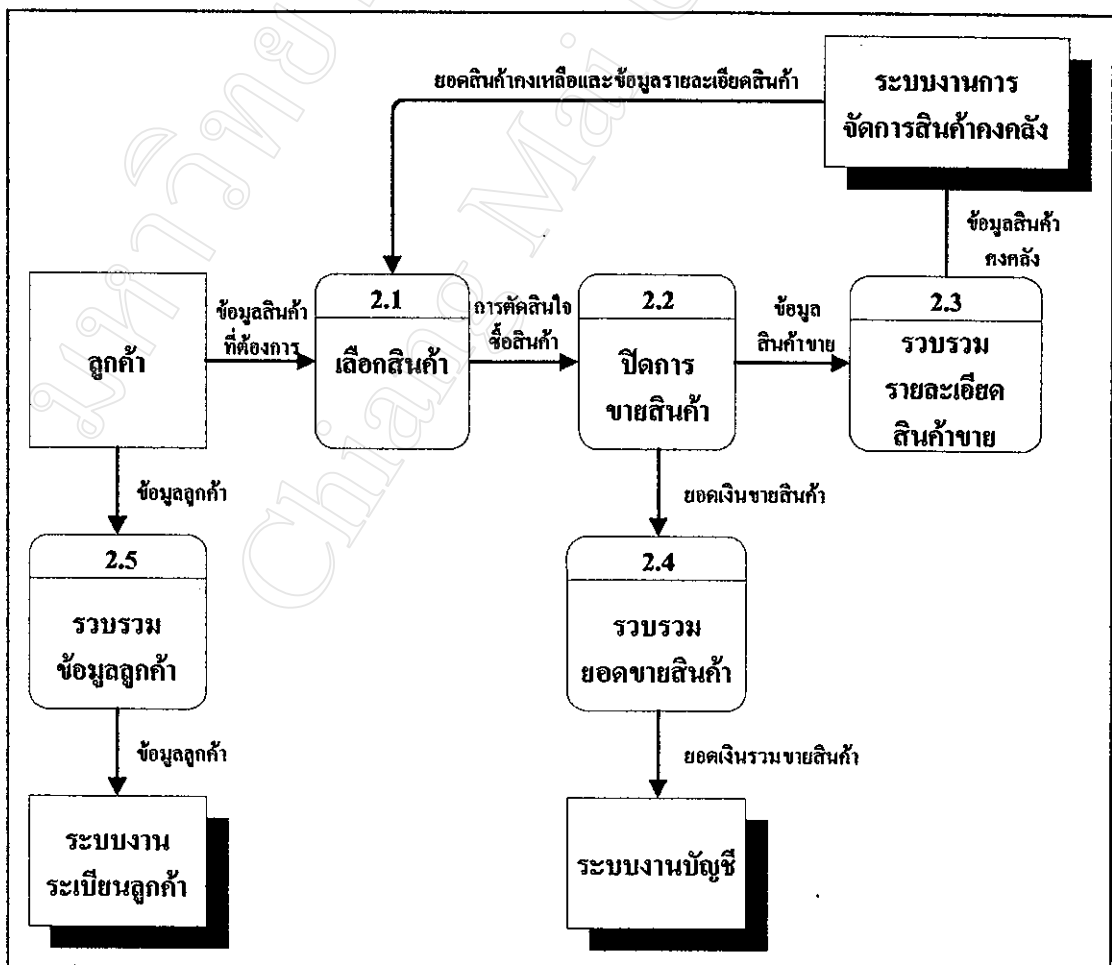 ยอดสินค้าคงเหลือและข้อมูลรายละเอียดสินค้า
ระบบงานการ
จัดการสินค้าคงคลัง
ข้อมูลสินค้า
คงคลัง
ลูกค้า
ข้อมูลสินค้า
ที่ต้องการ
2.1
เลือกสินค้า
การตัดสินใจ
ซื้อสินค้า
2.2
ปิดการ
ขายสินค้า
ข้อมูล
สินค้าขาย
2.3
รวบรวม
รายละเอียด
สินค้าขาย
ข้อมูลลูกค้า
ยอดเงินขายสินค้า
2.5
รวบรวม
ข้อมูลลูกค้า
2.4
รวบรวม
ยอดขายสินค้า
ข้อมูลลูกค้า
ยอดเงินรวมขายสินค้า
ระบบงาน
ระเบียนลูกค้า
ระบบงานบัญชี
มหาวิทย
Chiang Mai